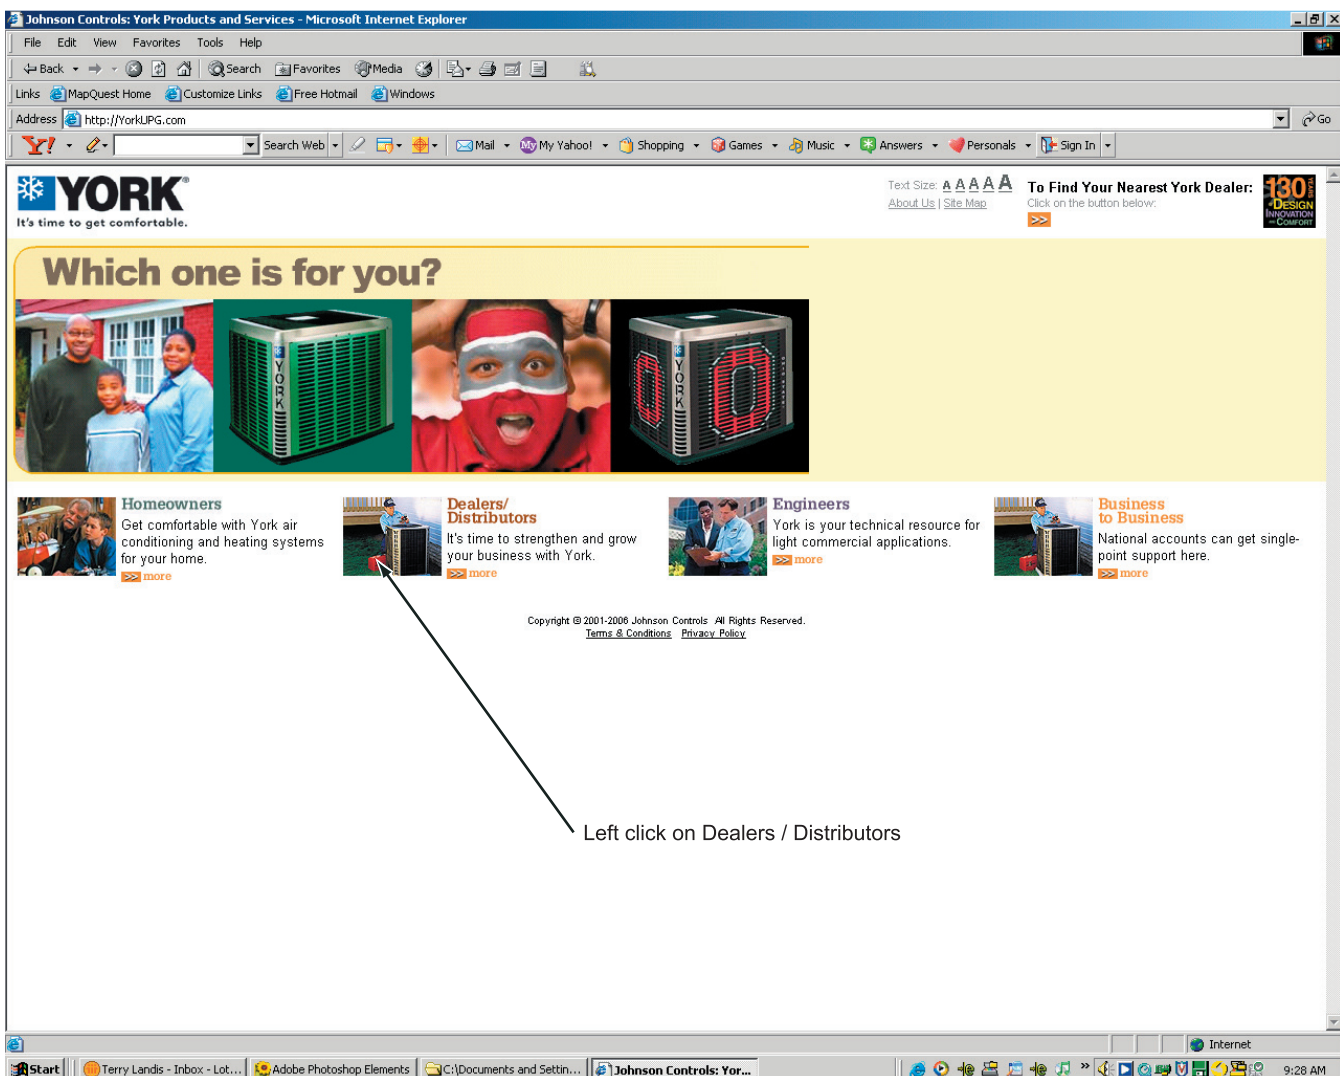 Johnson Controls: York Products and Services - Microsoft Internet Explorer
File Edit View Favorites Tools Help
Back Search Favorites Media
Links MapQuest Home Customize Links Free Hotmail Windows
Address http://YorkUPG.com Go
Y! Search Web Mail My Yahoo! Shopping Games Music Answers Personals Sign In
YORK®
It's time to get comfortable.
Text Size: A A A A A
About Us | Site Map
To Find Your Nearest York Dealer:
Click on the button below:
>>
130 YEARS
of DESIGN
INNOVATION
COMFORT
Which one is for you?
YORK
YORK
O O
Homeowners
Get comfortable with York air
conditioning and heating systems
for your home.
>> more
Dealers/
Distributors
It's time to strengthen and grow
your business with York.
>> more
Engineers
York is your technical resource for
light commercial applications.
>> more
Business
to Business
National accounts can get single-
point support here.
>> more
Copyright © 2001-2006 Johnson Controls All Rights Reserved.
Terms & Conditions Privacy Policy
Left click on Dealers / Distributors
Internet
Start Terry Landis - Inbox - Lot... Adobe Photoshop Elements C:\Documents and Settin... Johnson Controls: Yor... » 9:28 AM